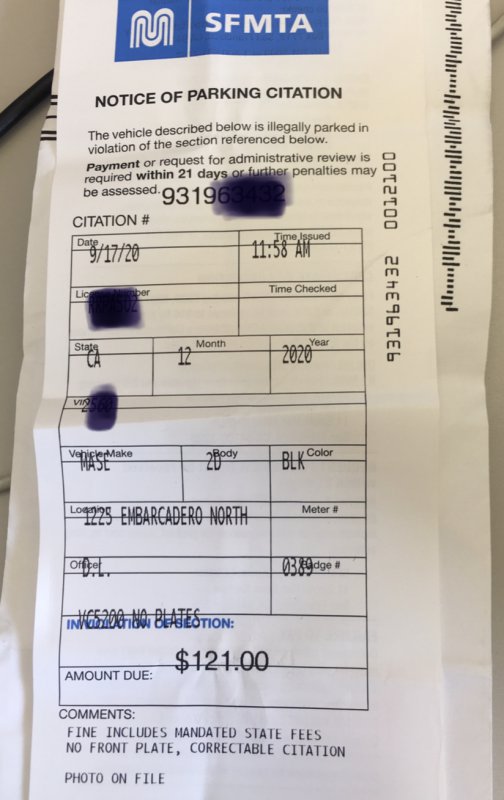 SFMTA
NOTICE OF PARKING CITATION
The vehicle described below is illegally parked in
violation of the section referenced below.
Payment or request for administrative review is
required within 21 days or further penalties may
be assessed.
CITATION #
Date
Time Issued
9/17/20
11:58 AM
License Number
Time Checked
State
Month
Year
CA
12
2020
VIN
Vehicle Make
Body
Color
MASE
2D
BLK
Location
Meter #
1225 EMBARCADERO NORTH
Officer
Badge #
D.L.
0389
VC5200 NO PLATES
IN VIOLATION OF SECTION:
$121.00
AMOUNT DUE:
COMMENTS:
FINE INCLUDES MANDATED STATE FEES
NO FRONT PLATE, CORRECTABLE CITATION
PHOTO ON FILE